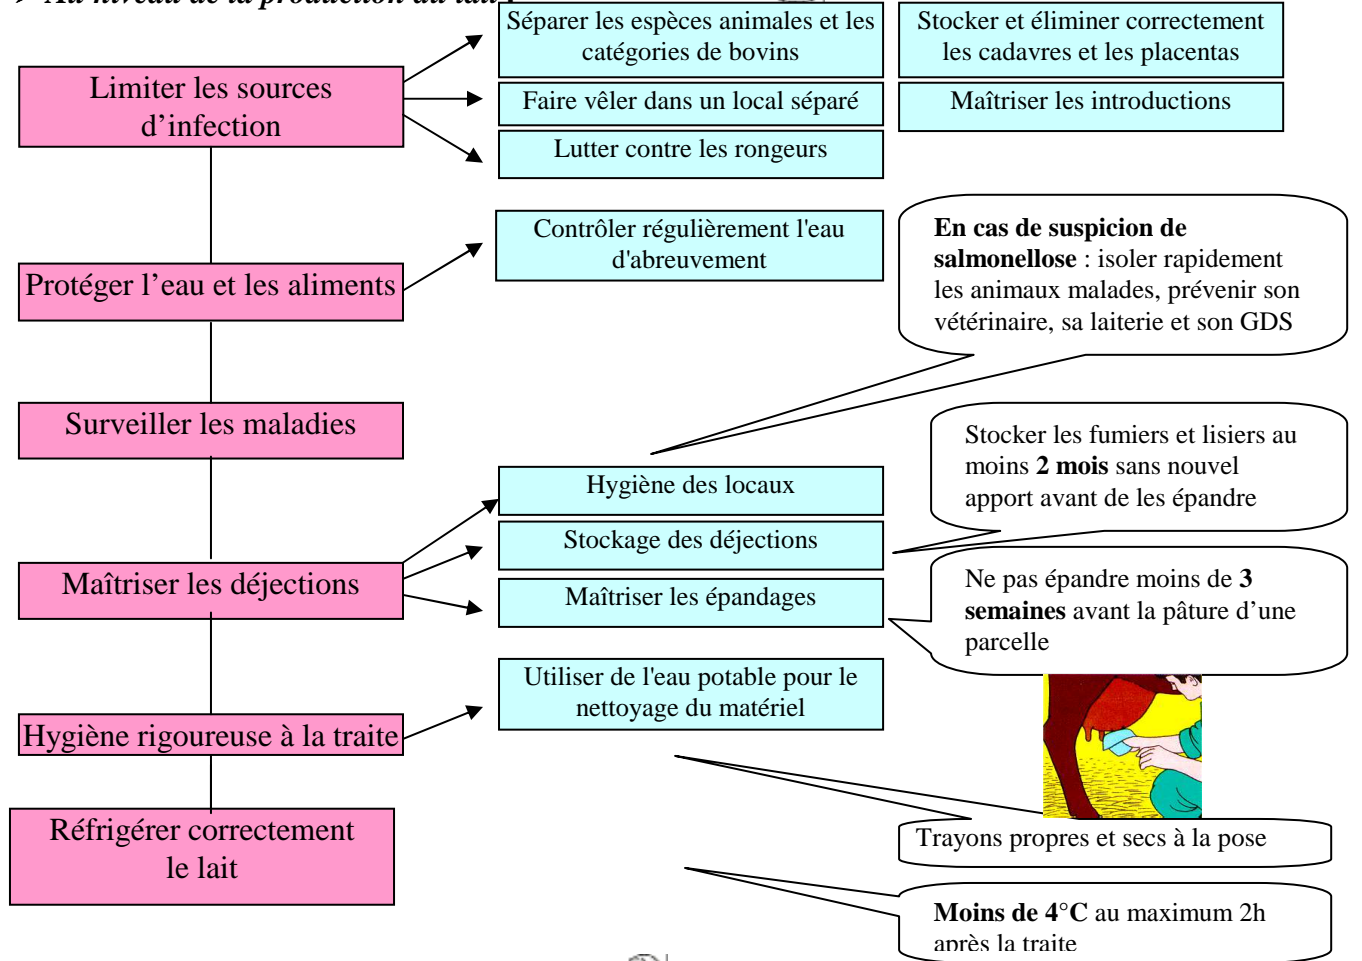 ➢ Au niveau de la production du lait :
Séparer les espèces animales et les
catégories de bovins
Stocker et éliminer correctement
les cadavres et les placentas
Limiter les sources
d’infection
Faire vêler dans un local séparé
Maîtriser les introductions
Lutter contre les rongeurs
Contrôler régulièrement l'eau
d'abreuvement
En cas de suspicion de
salmonellose : isoler rapidement
les animaux malades, prévenir son
vétérinaire, sa laiterie et son GDS
Protéger l’eau et les aliments
Surveiller les maladies
Stocker les fumiers et lisiers au
moins 2 mois sans nouvel
apport avant de les épandre
Hygiène des locaux
Stockage des déjections
Maîtriser les déjections
Maîtriser les épandages
Ne pas épandre moins de 3
semaines avant la pâture d’une
parcelle
Utiliser de l'eau potable pour le
nettoyage du matériel
Hygiène rigoureuse à la traite
Réfrigérer correctement
le lait
Trayons propres et secs à la pose
Moins de 4°C au maximum 2h
après la traite